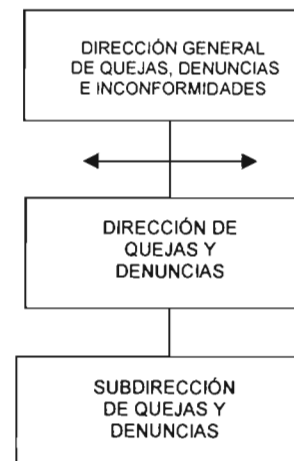 DIRECCIÓN GENERAL
DE QUEJAS, DENUNCIAS
E INCONFORMIDADES
DIRECCIÓN DE
QUEJAS Y
DENUNCIAS
SUBDIRECCIÓN
DE QUEJAS Y
DENUNCIAS